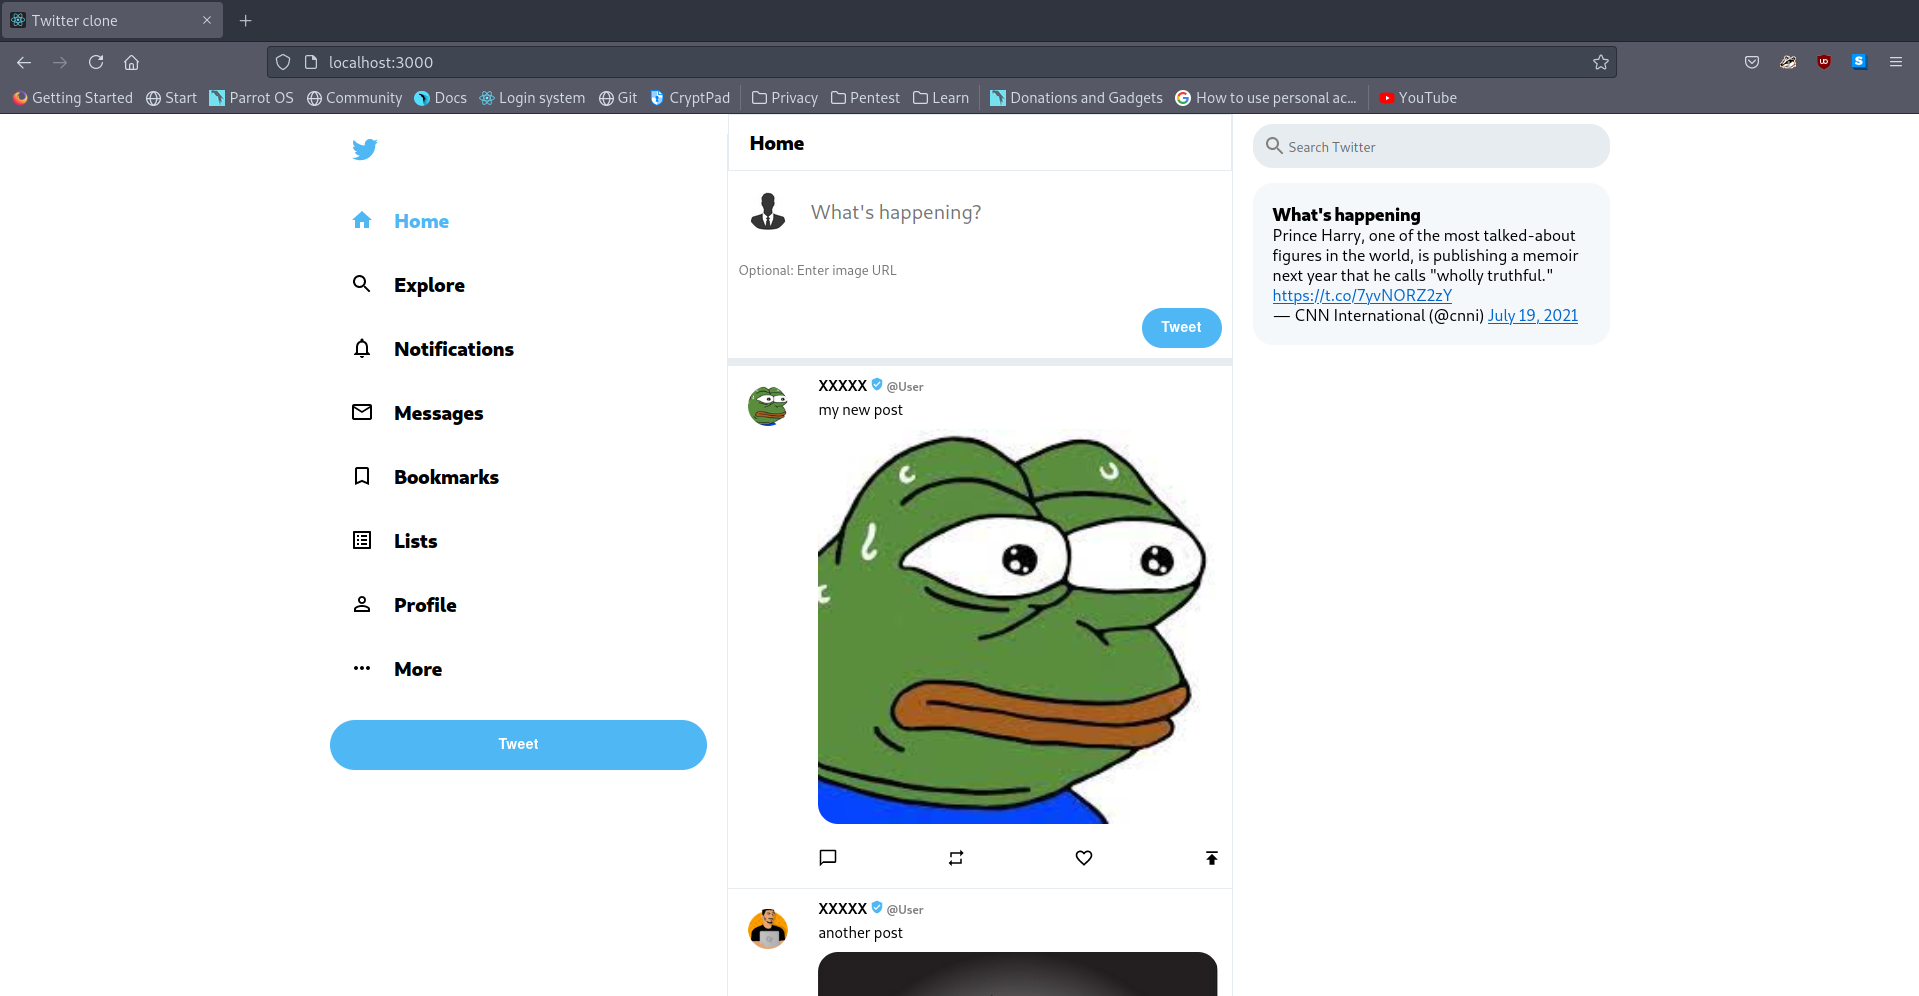 Twitter clone
localhost:3000
Getting Started Start Parrot OS Community Docs Login system Git CryptPad Privacy Pentest Learn Donations and Gadgets How to use personal ac... YouTube
Home
Explore
Notifications
Messages
Bookmarks
Lists
Profile
More
Tweet
Home
What's happening?
Optional: Enter image URL
Tweet
XXXXX @User
my new post
XXXXX @User
another post
Search Twitter
What's happening
Prince Harry, one of the most talked-about
figures in the world, is publishing a memoir
next year that he calls "wholly truthful."
https://t.co/7yvNORZ2zY
— CNN International (@cnni) July 19, 2021